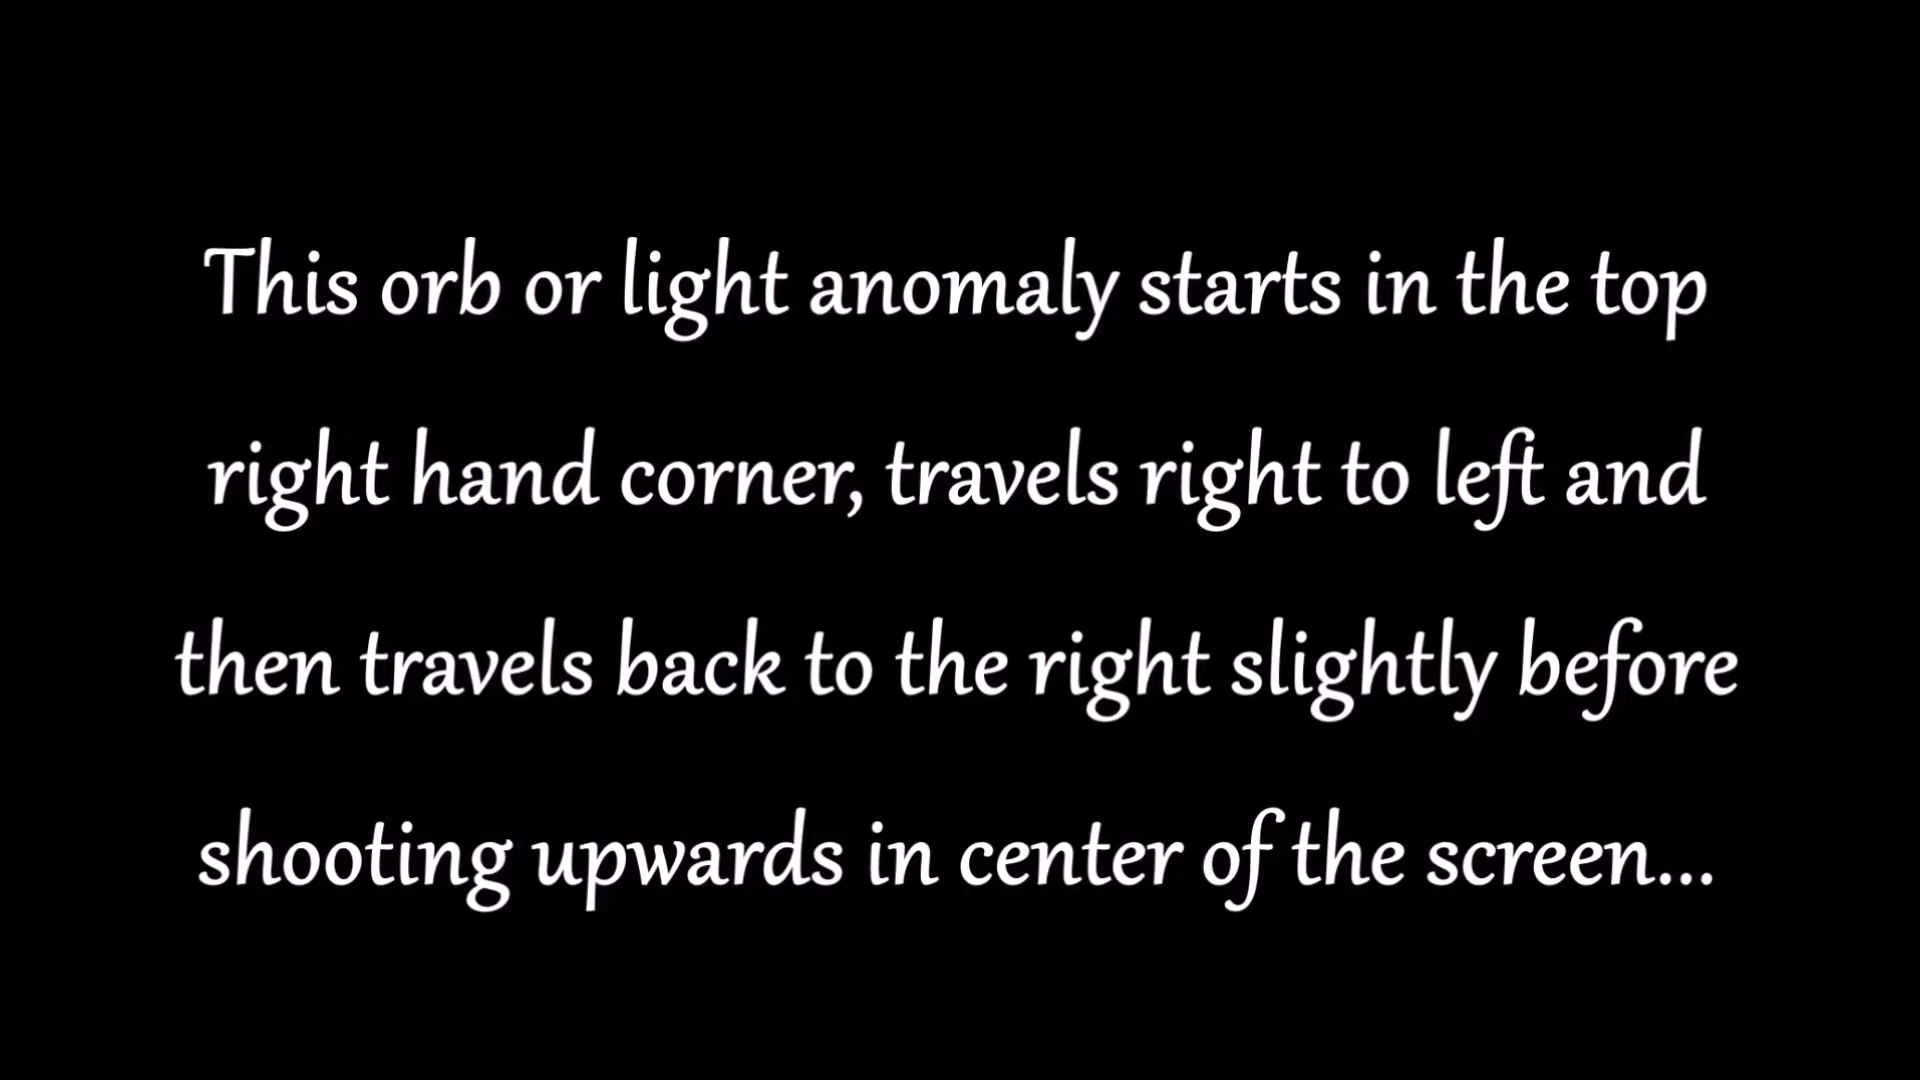 This orb or light anomaly starts in the top
right hand corner, travels right to left and
then travels back to the right slightly before
shooting upwards in center of the screen...